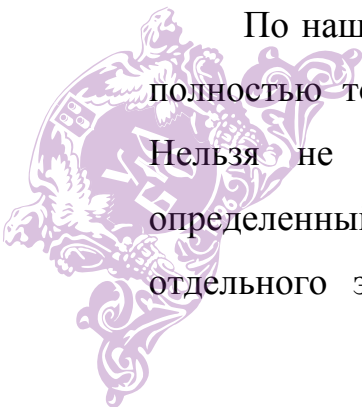 По наш
полностью
Нельзя не
определенны
отдельного